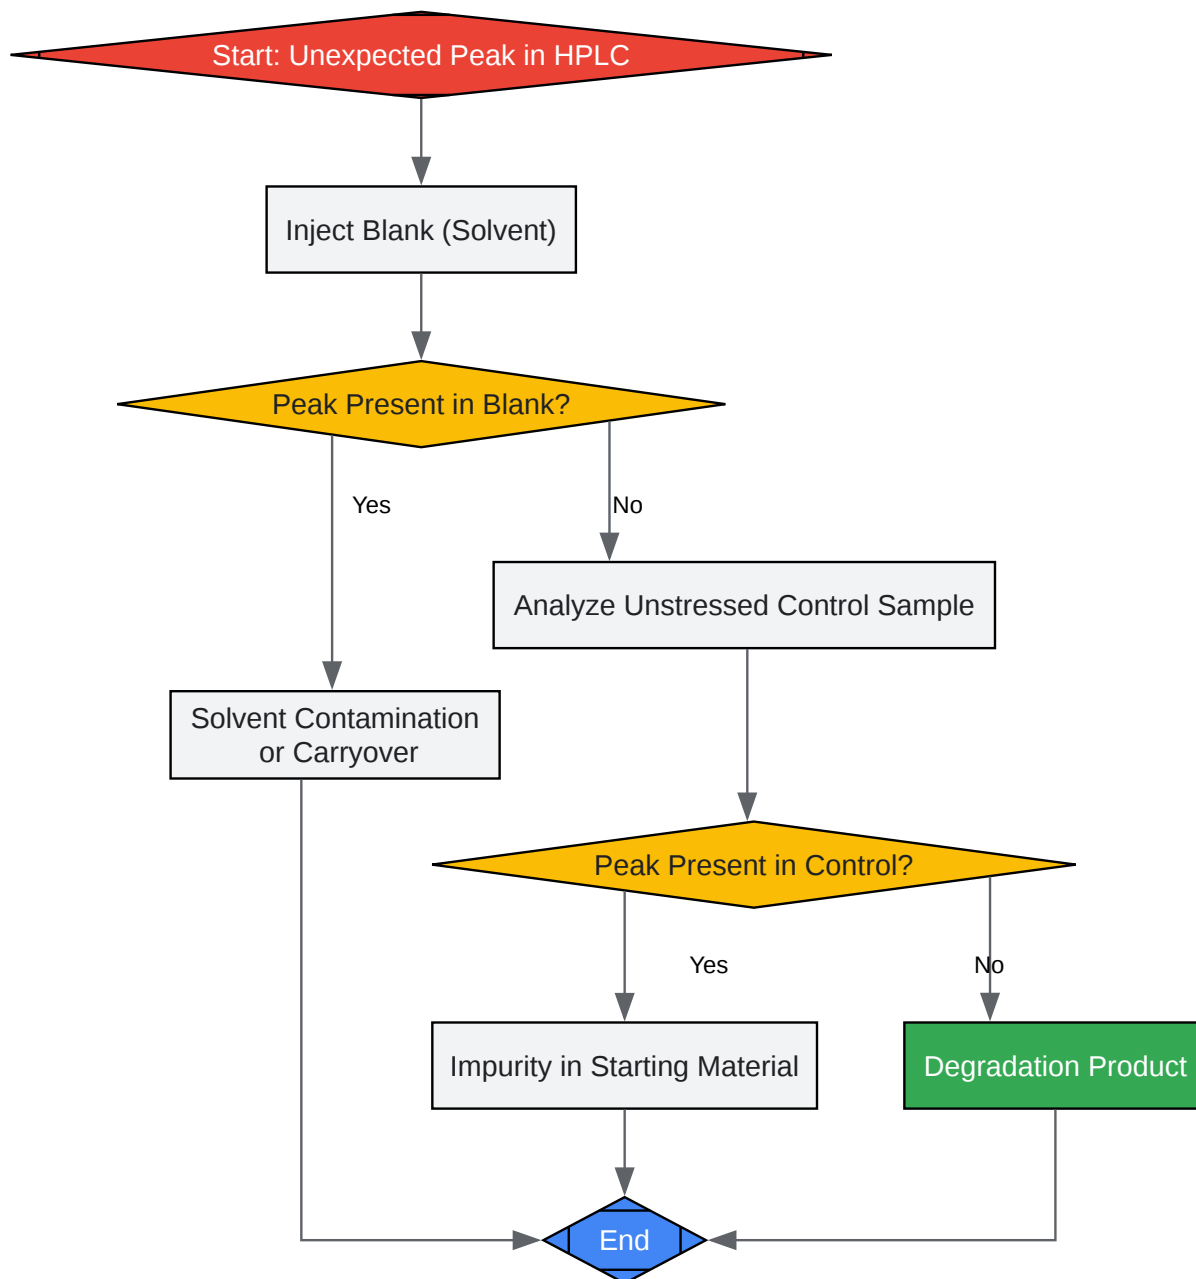 Start: Unexpected Peak in HPLC
Inject Blank (Solvent)
Peak Present in Blank?
Yes
No
Analyze Unstressed Control Sample
Solvent Contamination
or Carryover
Peak Present in Control?
Yes
No
Impurity in Starting Material
Degradation Product
End